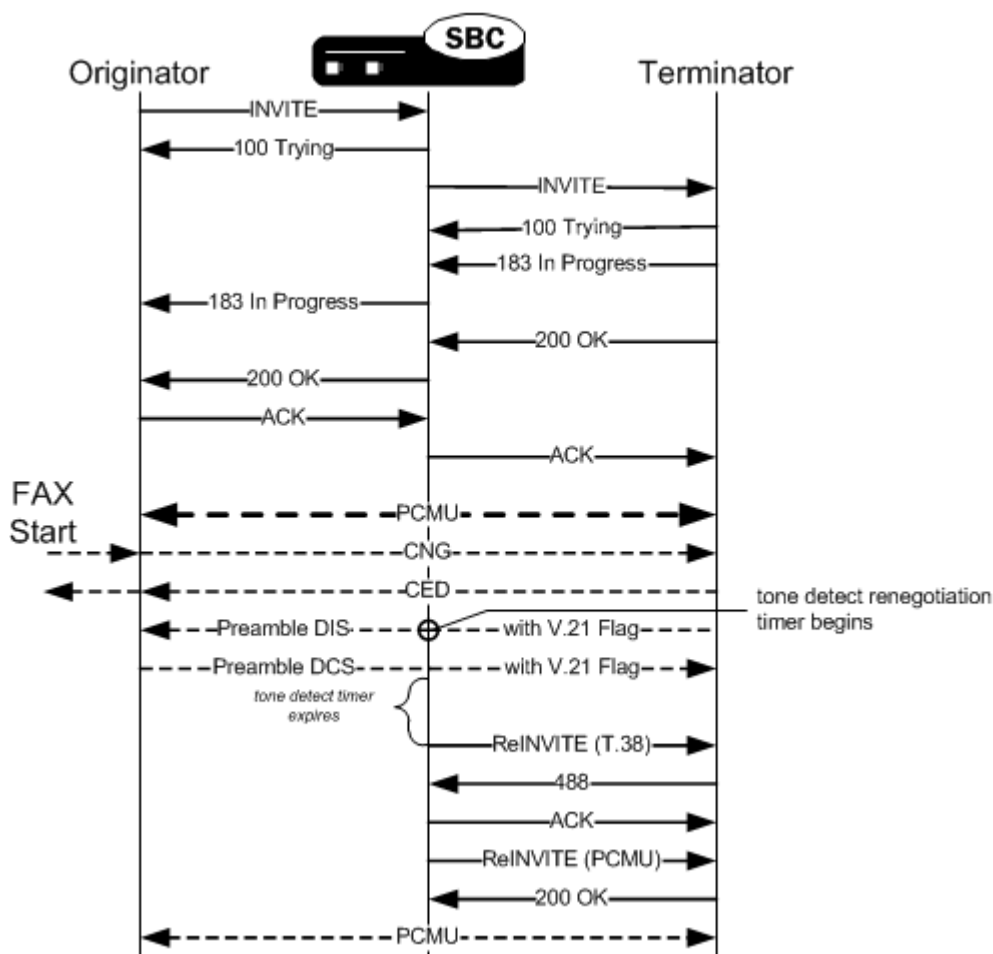 SBC
Originator
Terminator
INVITE
100 Trying
INVITE
100 Trying
183 In Progress
183 In Progress
200 OK
200 OK
ACK
ACK
FAX
Start
PCMU
CNG
CED
Preamble DIS
with V.21 Flag
tone detect renegotiation
timer begins
Preamble DCS
with V.21 Flag
tone detect timer
expires
ReINVITE (T.38)
488
ACK
ReINVITE (PCMU)
200 OK
PCMU